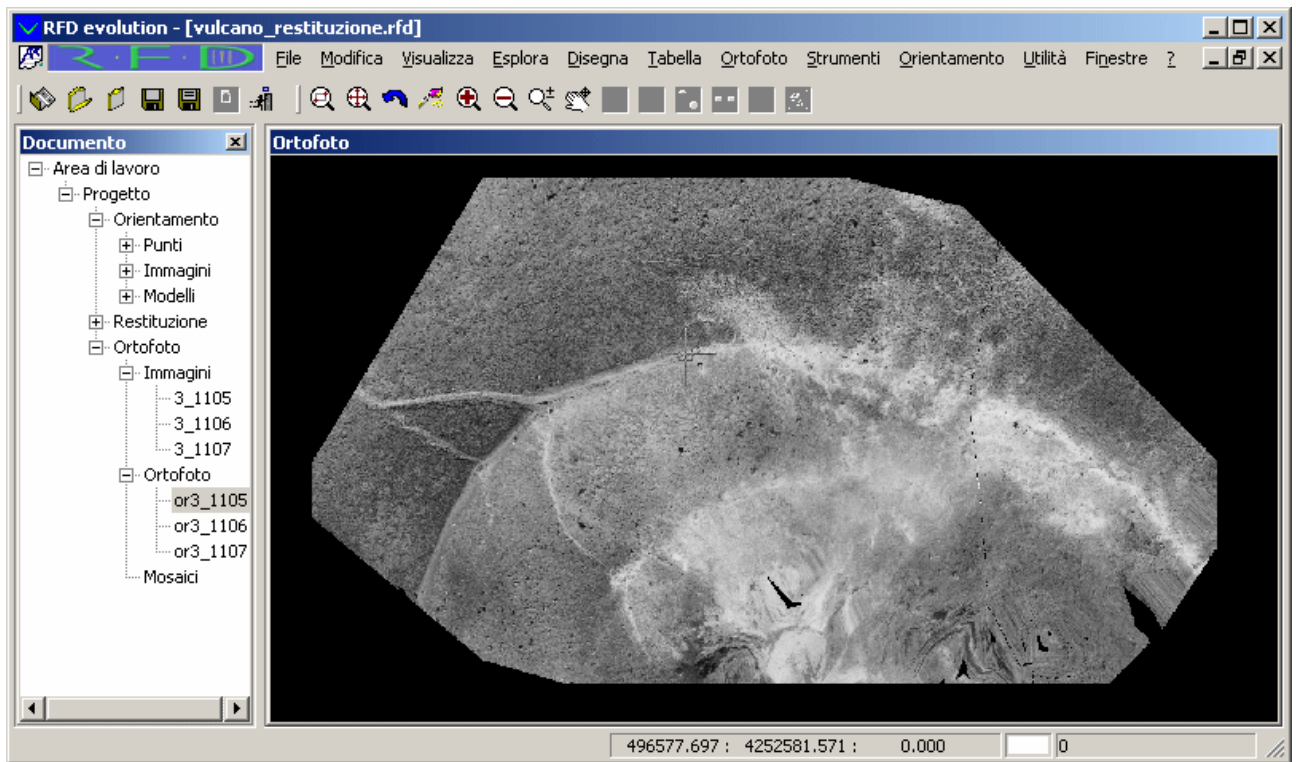 RFD evolution - [vulcano_restituzione.rfd]
R·F·D File Modifica Visualizza Esplora Disegna Tabella Ortofoto Strumenti Orientamento Utilità Finestre ?
Documento
Area di lavoro
Progetto
Orientamento
Punti
Immagini
Modelli
Restituzione
Ortofoto
Immagini
3_1105
3_1106
3_1107
Ortofoto
or3_1105
or3_1106
or3_1107
Mosaici
Ortofoto
496577.697 : 4252581.571 : 0.000 0